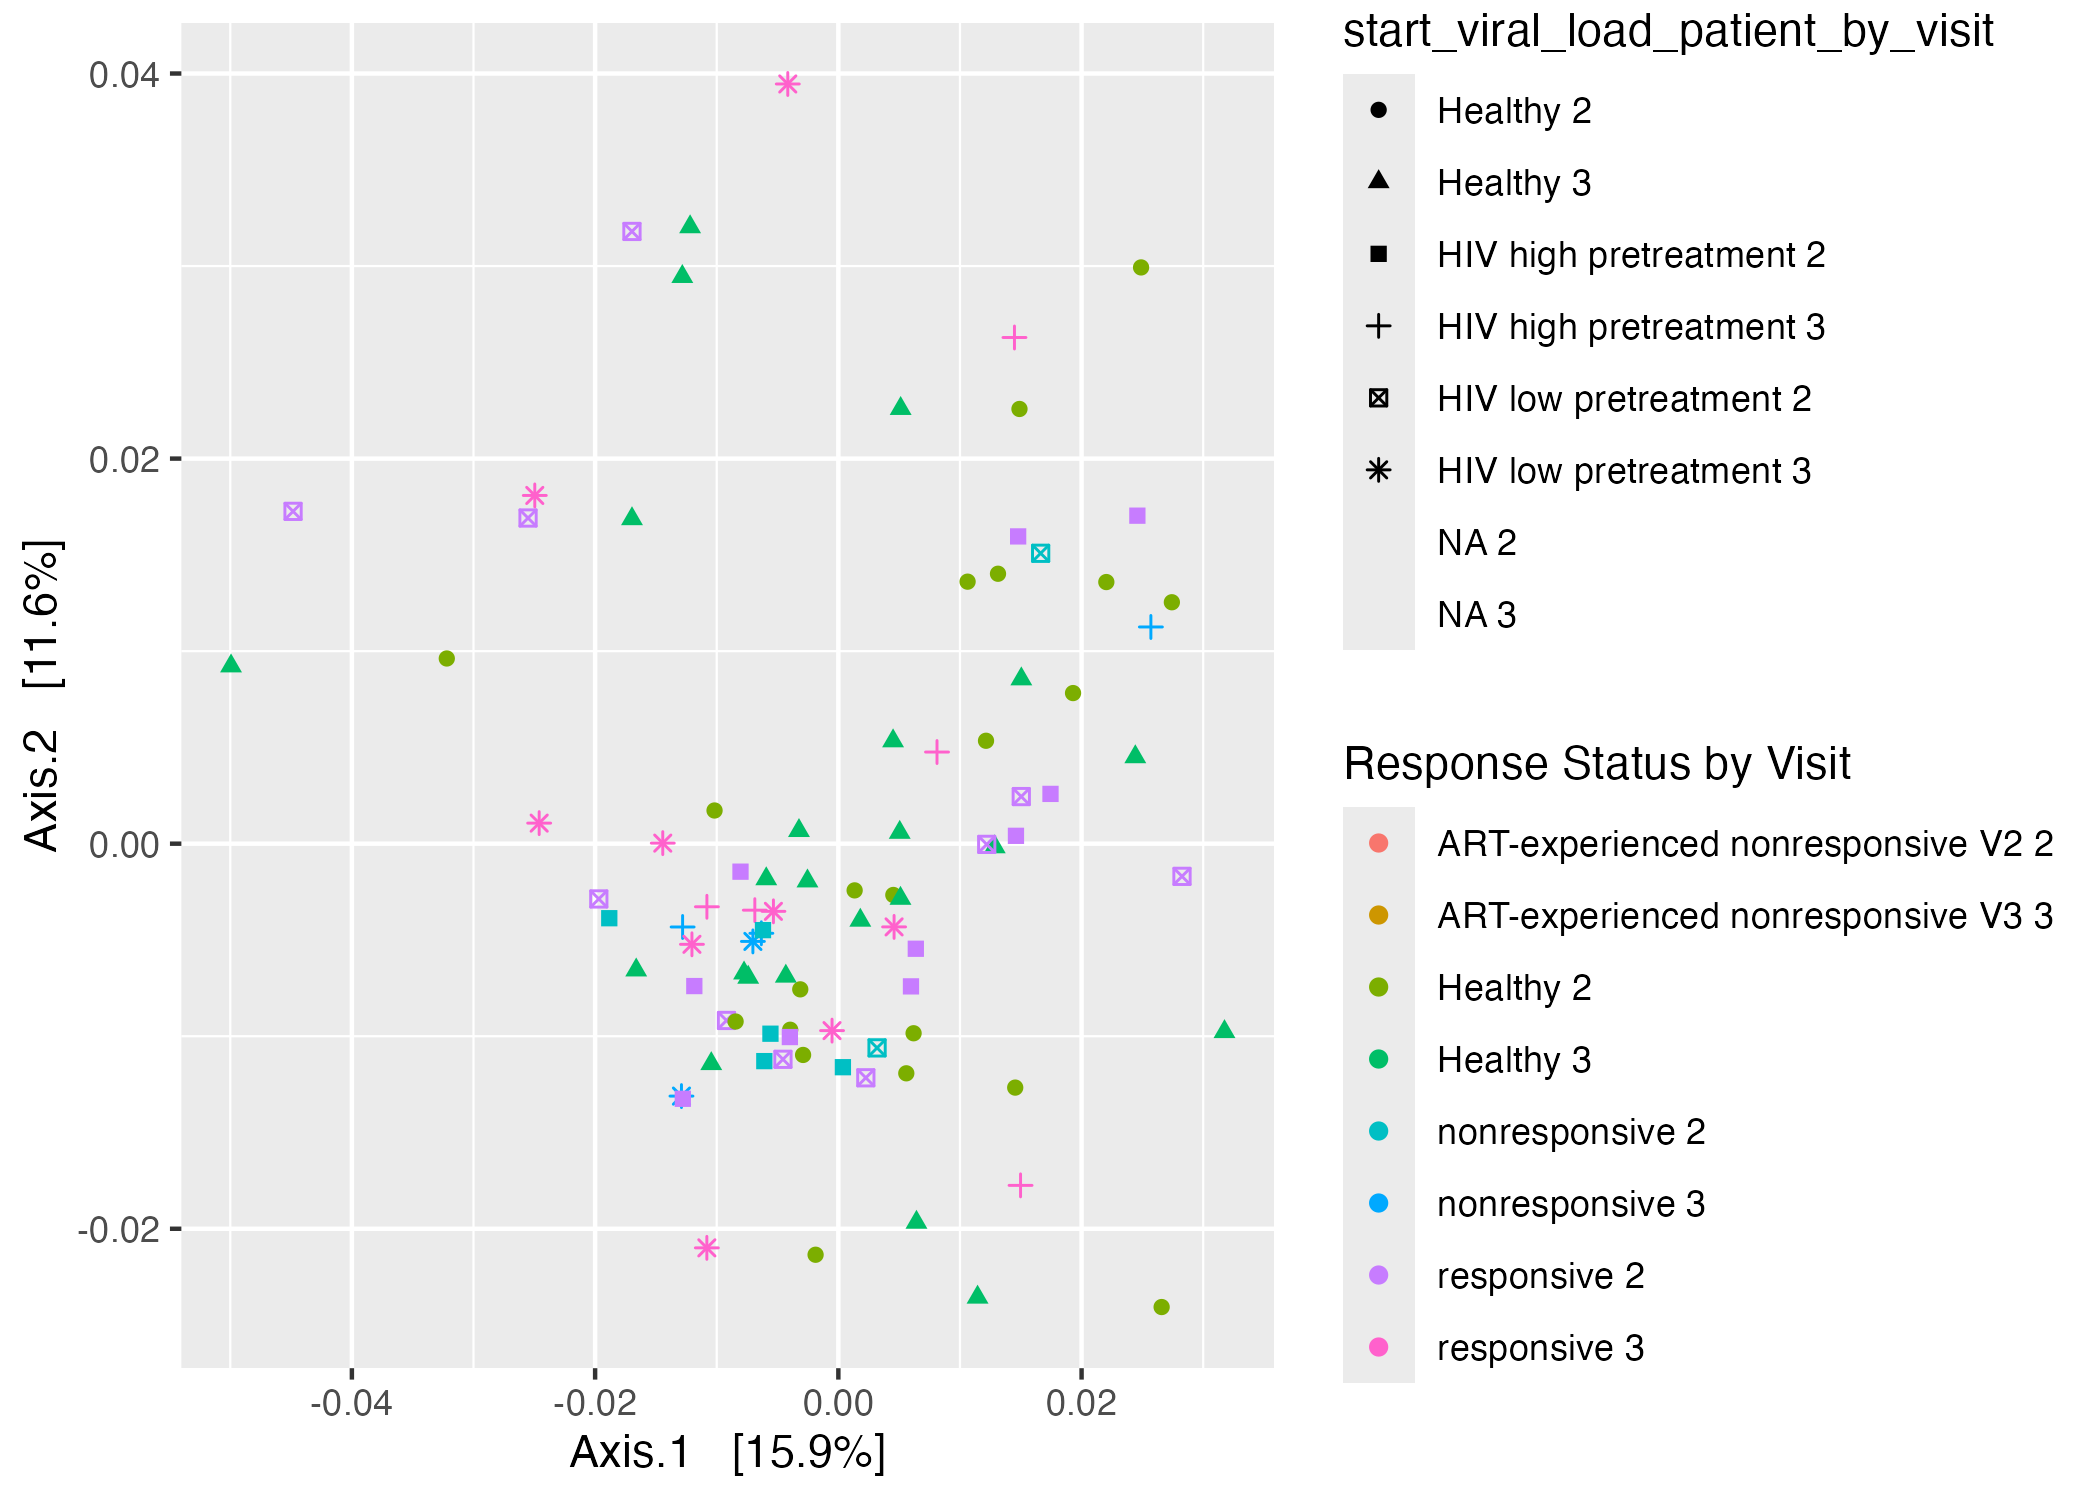 0.04
0.02
0.00
-0.02
Axis.2 [11.6%]
-0.04
-0.02
0.00
0.02
Axis.1 [15.9%]
start_viral_load_patient_by_visit
Healthy 2
Healthy 3
HIV high pretreatment 2
HIV high pretreatment 3
HIV low pretreatment 2
HIV low pretreatment 3
NA 2
NA 3
Response Status by Visit
ART-experienced nonresponsive V2 2
ART-experienced nonresponsive V3 3
Healthy 2
Healthy 3
nonresponsive 2
nonresponsive 3
responsive 2
responsive 3